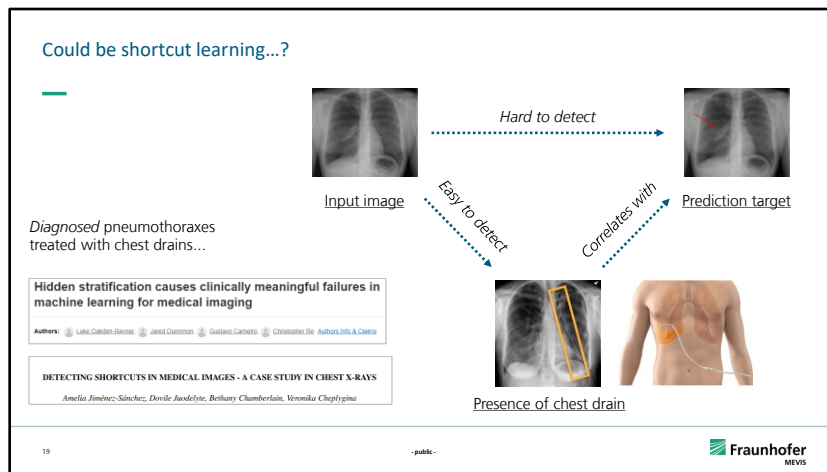 Could be shortcut learning...?
Hard to detect
Input image
Prediction target
Easy to detect
Correlates with
Diagnosed pneumothoraxes
treated with chest drains...
Hidden stratification causes clinically meaningful failures in
machine learning for medical imaging
Authors: Luke Oakden-Rayner, Jared Dunnmon, Gustavo Carneiro, Christopher Re Authors Info & Claims
DETECTING SHORTCUTS IN MEDICAL IMAGES - A CASE STUDY IN CHEST X-RAYS
Amelia Jiménez-Sánchez, Dovile Juodelyte, Bethany Chamberlain, Veronika Cheplygina
Presence of chest drain
19
- public -
Fraunhofer
MEVIS